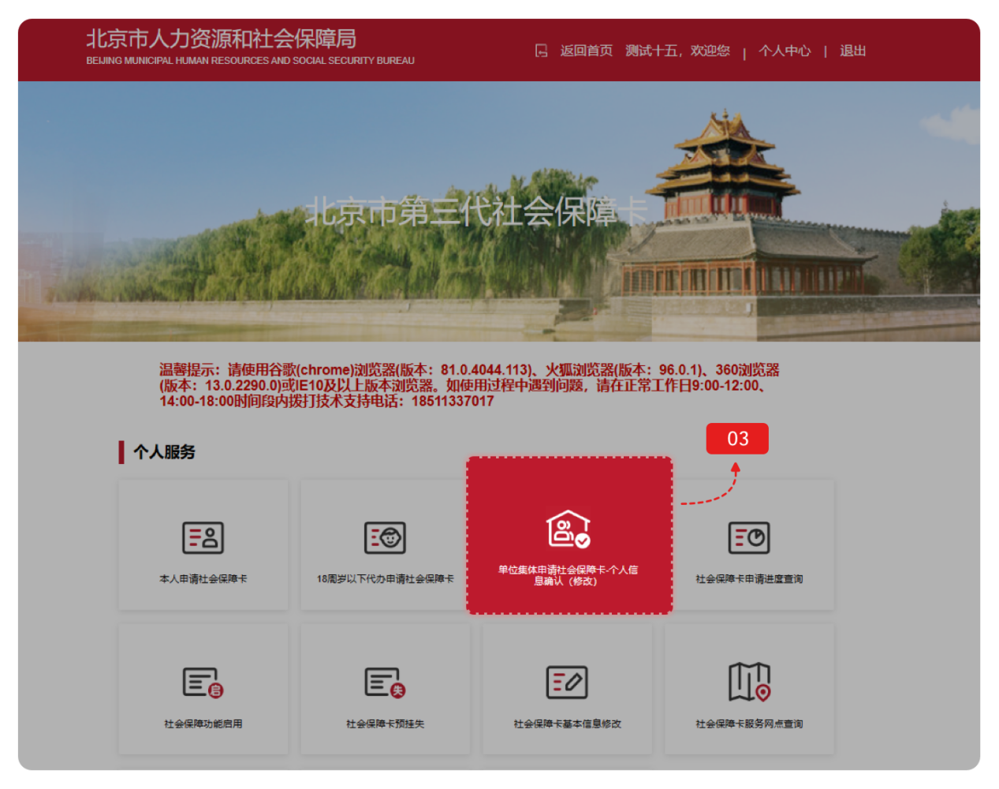 北京市人力资源和社会保障局
BEIJING MUNICIPAL HUMAN RESOURCES AND SOCIAL SECURITY BUREAU
返回首页 测试十五，欢迎您 | 个人中心 | 退出
北京市第三代社会保障卡
温馨提示：请使用谷歌(chrome)浏览器(版本：81.0.4044.113)、火狐浏览器(版本：96.0.1)、360浏览器
(版本：13.0.2290.0)或IE10及以上版本浏览器。如使用过程中遇到问题，请在正常工作日9:00-12:00、
14:00-18:00时间段内拨打技术支持电话：18511337017
03
个人服务
本人申请社会保障卡
18周岁以下代办申请社会保障卡
单位集体申请社会保障卡-个人信
息确认（修改）
社会保障卡申请进度查询
启
社会保障功能启用
失
社会保障卡预挂失
社会保障卡基本信息修改
社会保障卡服务网点查询